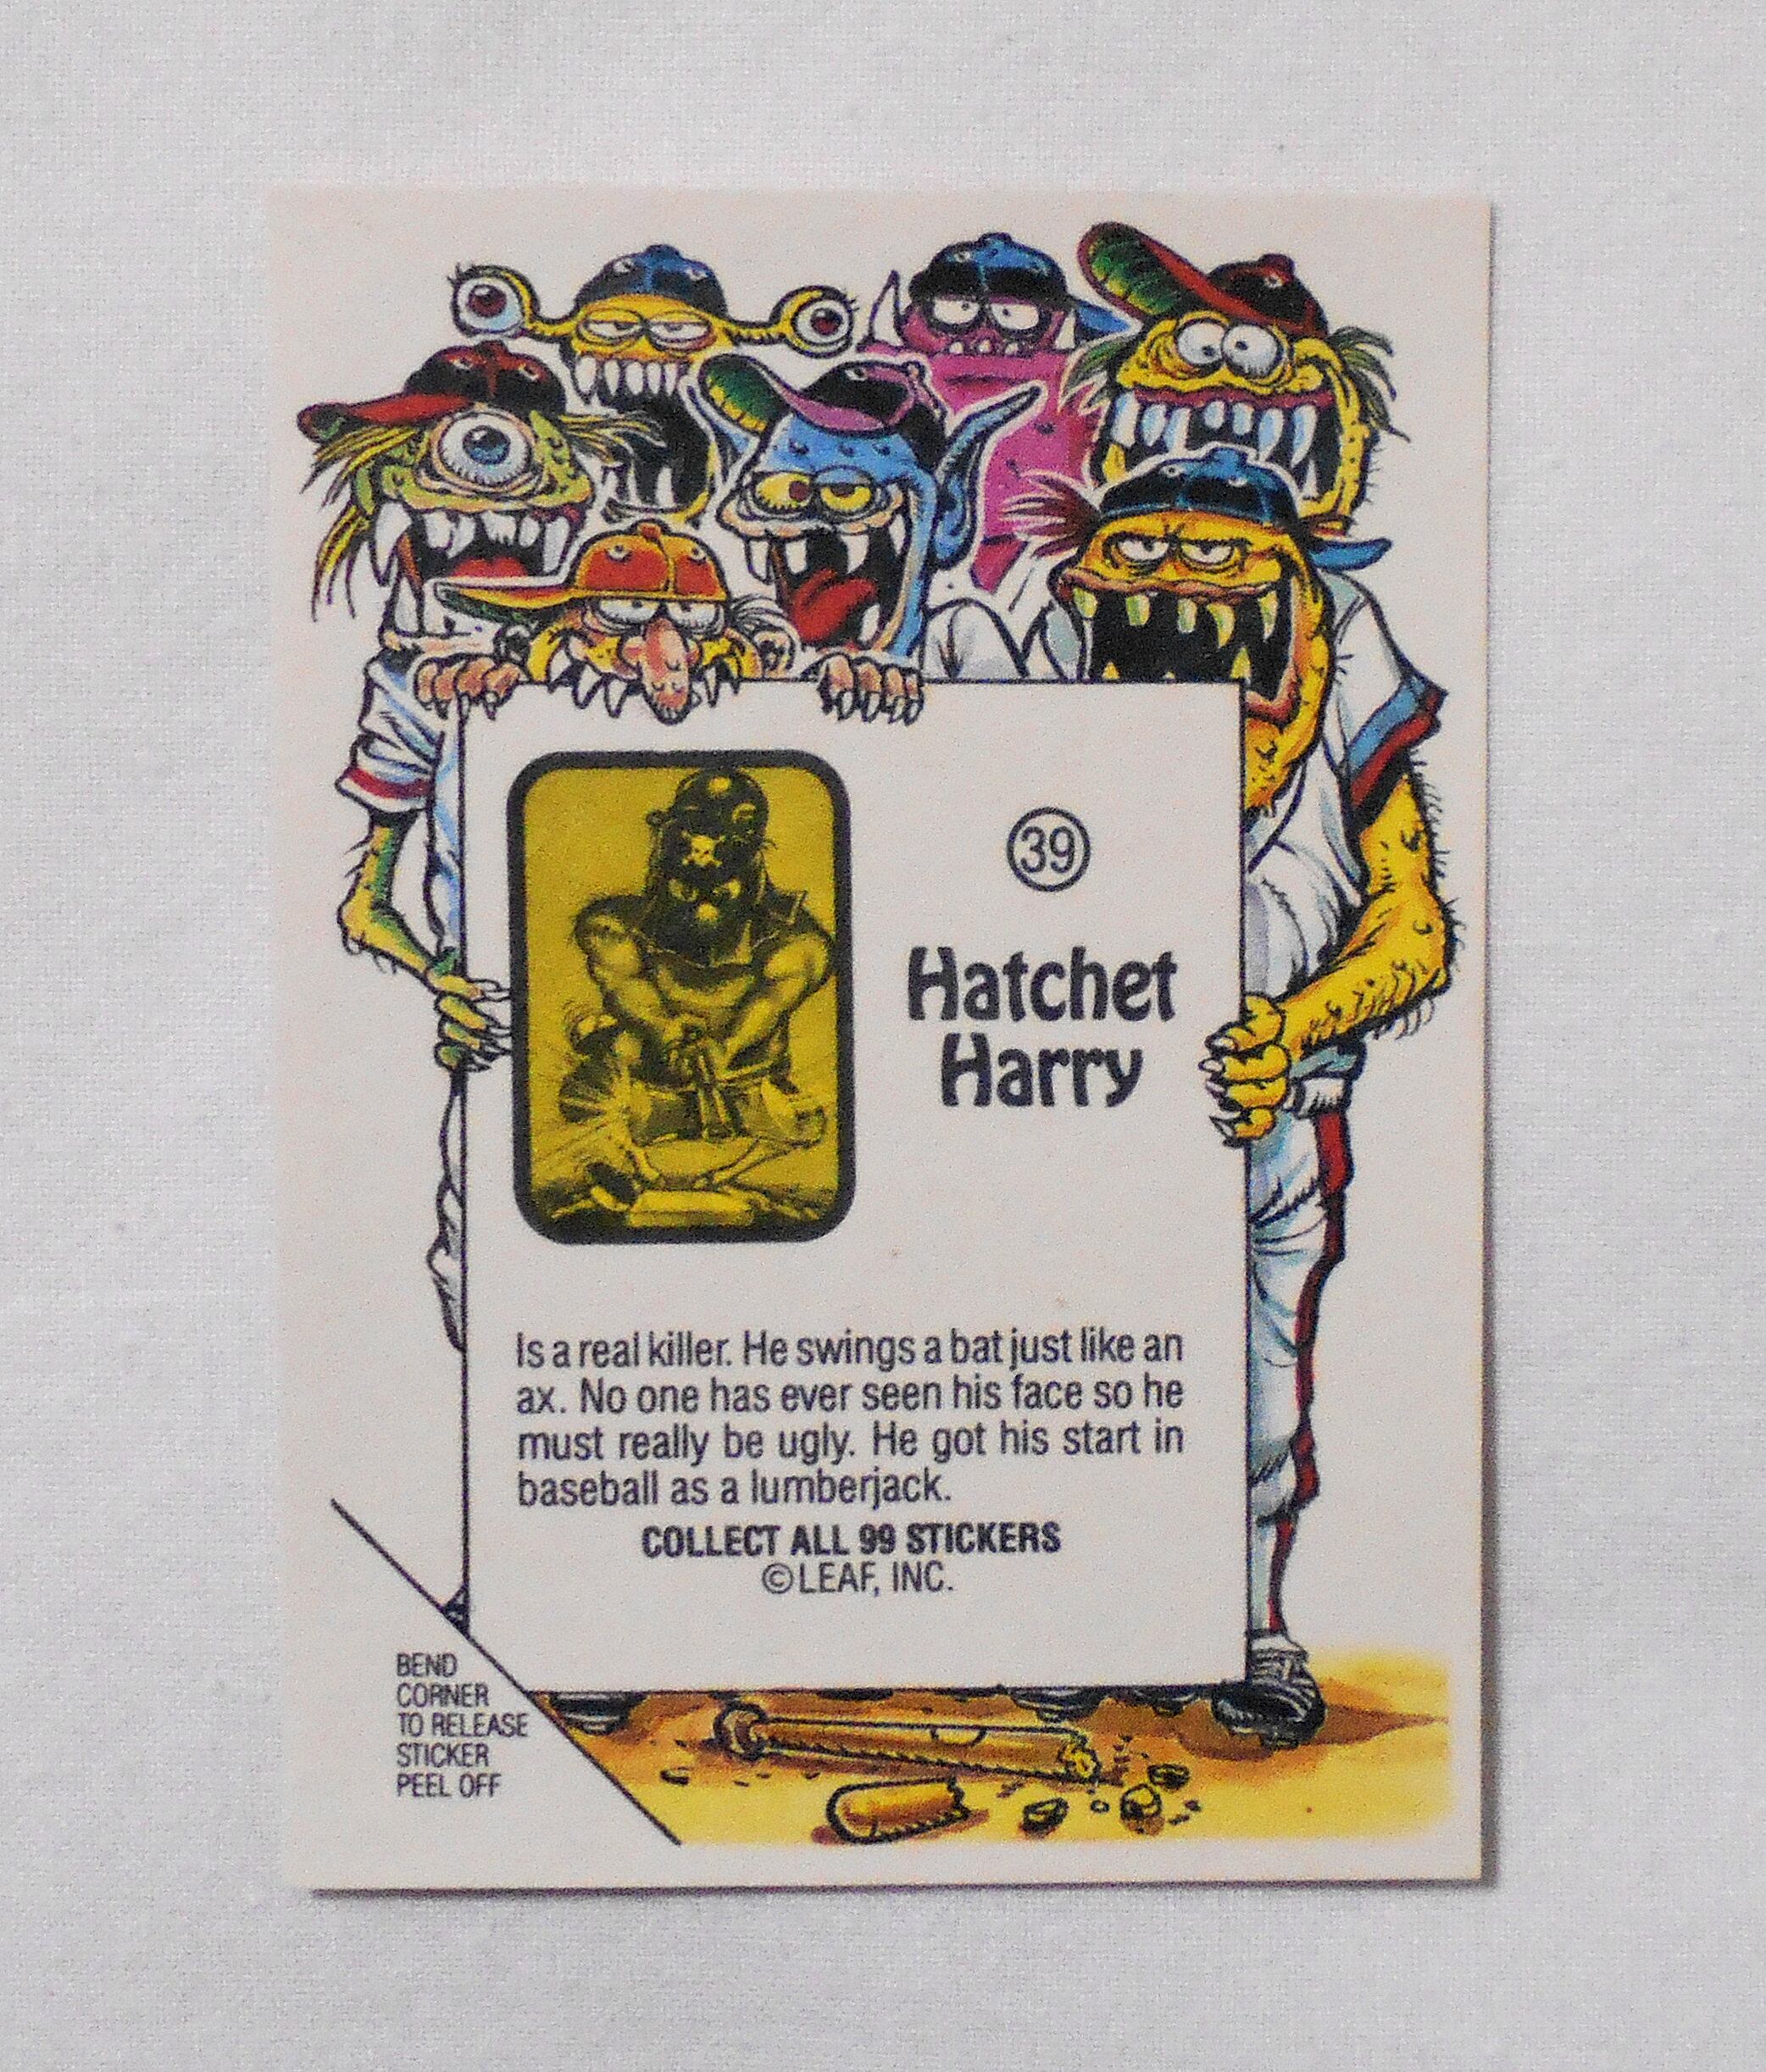 39
Hatchet
Harry
Is a real killer. He swings a bat just like an
ax. No one has ever seen his face so he
must really be ugly. He got his start in
baseball as a lumberjack.
COLLECT ALL 99 STICKERS
©LEAF, INC.
BEND
CORNER
TO RELEASE
STICKER
PEEL OFF